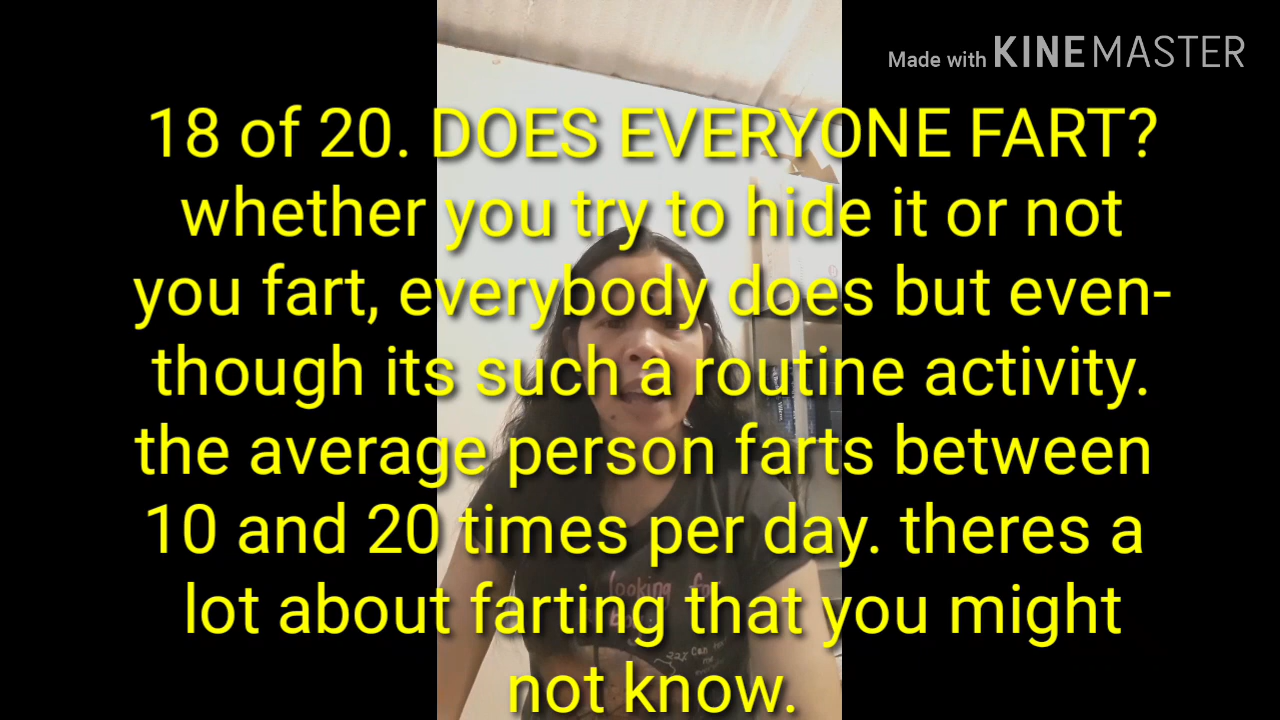 Made with KINEMASTER
18 of 20. DOES EVERYONE FART?
whether you try to hide it or not
you fart, everybody does but even-
though its such a routine activity.
the average person farts between
10 and 20 times per day. theres a
lot about farting that you might
not know.
looking